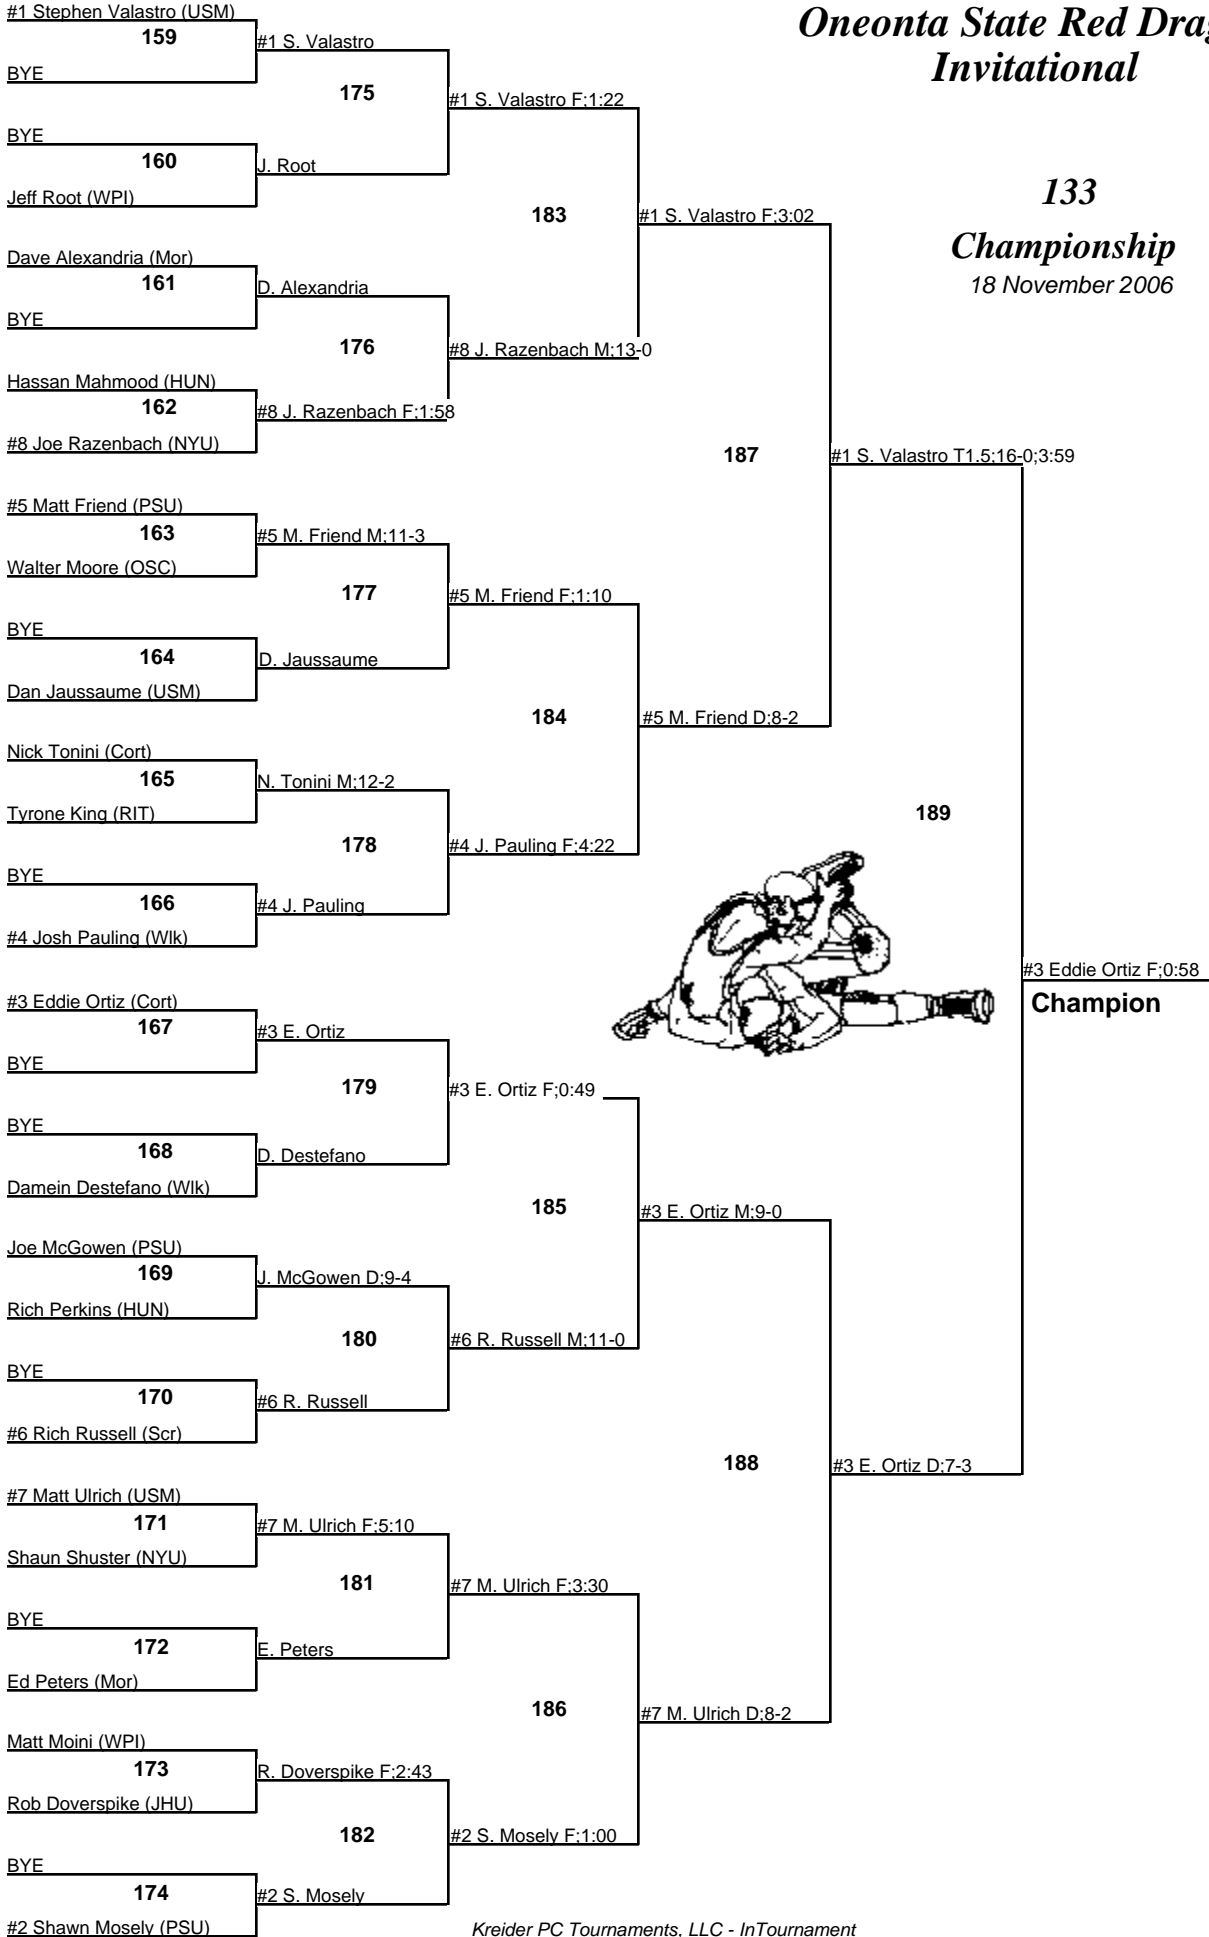 #1 Stephen Valastro (USM)
159
BYE
#1 S. Valastro
175
BYE
160
Jeff Root (WPI)
J. Root
#1 S. Valastro F;1:22
183
Dave Alexandria (Mor)
161
BYE
D. Alexandria
176
Hassan Mahmood (HUN)
162
#8 Joe Razenbach (NYU)
#8 J. Razenbach F;1:58
#8 J. Razenbach M;13-0
#1 S. Valastro F;3:02
187
#5 Matt Friend (PSU)
163
Walter Moore (OSC)
#5 M. Friend M;11-3
177
BYE
164
Dan Jaussaume (USM)
D. Jaussaume
#5 M. Friend F;1:10
184
Nick Tonini (Cort)
165
Tyrone King (RIT)
N. Tonini M;12-2
178
BYE
166
#4 Josh Pauling (Wlk)
#4 J. Pauling
#4 J. Pauling F;4:22
#5 M. Friend D;8-2
#1 S. Valastro T1.5;16-0;3:59
189
#3 Eddie Ortiz (Cort)
167
BYE
#3 E. Ortiz
179
BYE
168
Damein Destefano (Wlk)
D. Destefano
#3 E. Ortiz F;0:49
185
Joe McGowen (PSU)
169
Rich Perkins (HUN)
J. McGowen D;9-4
180
BYE
170
#6 Rich Russell (Scr)
#6 R. Russell
#6 R. Russell M;11-0
#3 E. Ortiz M;9-0
188
#7 Matt Ulrich (USM)
171
Shaun Shuster (NYU)
#7 M. Ulrich F;5:10
181
BYE
172
Ed Peters (Mor)
E. Peters
#7 M. Ulrich F;3:30
186
Matt Moini (WPI)
173
Rob Doverspike (JHU)
R. Doverspike F;2:43
182
BYE
174
#2 Shawn Mosely (PSU)
#2 S. Mosely
#2 S. Mosely F;1:00
#7 M. Ulrich D;8-2
#3 E. Ortiz D;7-3
#3 Eddie Ortiz F;0:58
Champion
Oneonta State Red Drag
Invitational
133
Championship
18 November 2006
Kreider PC Tournaments, LLC - InTournament